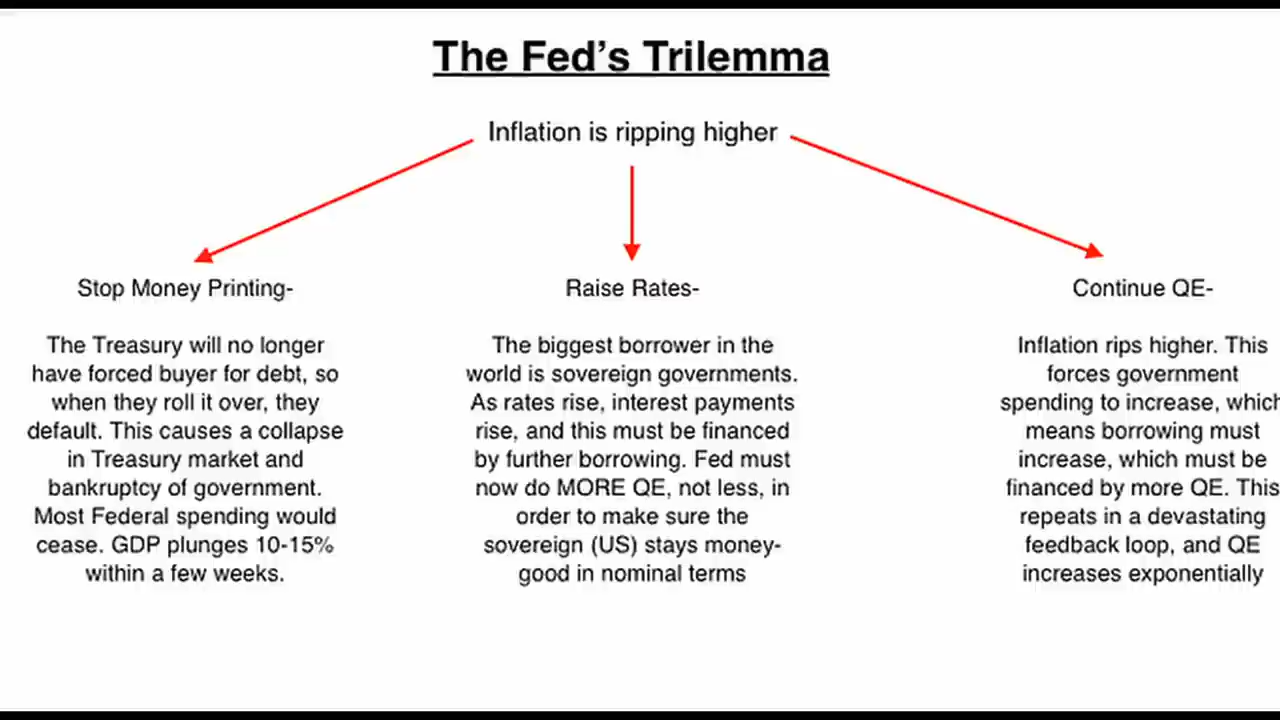 The Fed's Trilemma
Inflation is ripping higher
Stop Money Printing-
The Treasury will no longer
have forced buyer for debt, so
when they roll it over, they
default. This causes a collapse
in Treasury market and
bankruptcy of government.
Most Federal spending would
cease. GDP plunges 10-15%
within a few weeks.
Raise Rates-
The biggest borrower in the
world is sovereign governments.
As rates rise, interest payments
rise, and this must be financed
by further borrowing. Fed must
now do MORE QE, not less, in
order to make sure the
sovereign (US) stays money-
good in nominal terms
Continue QE-
Inflation rips higher. This
forces government
spending to increase, which
means borrowing must
increase, which must be
financed by more QE. This
repeats in a devastating
feedback loop, and QE
increases exponentially